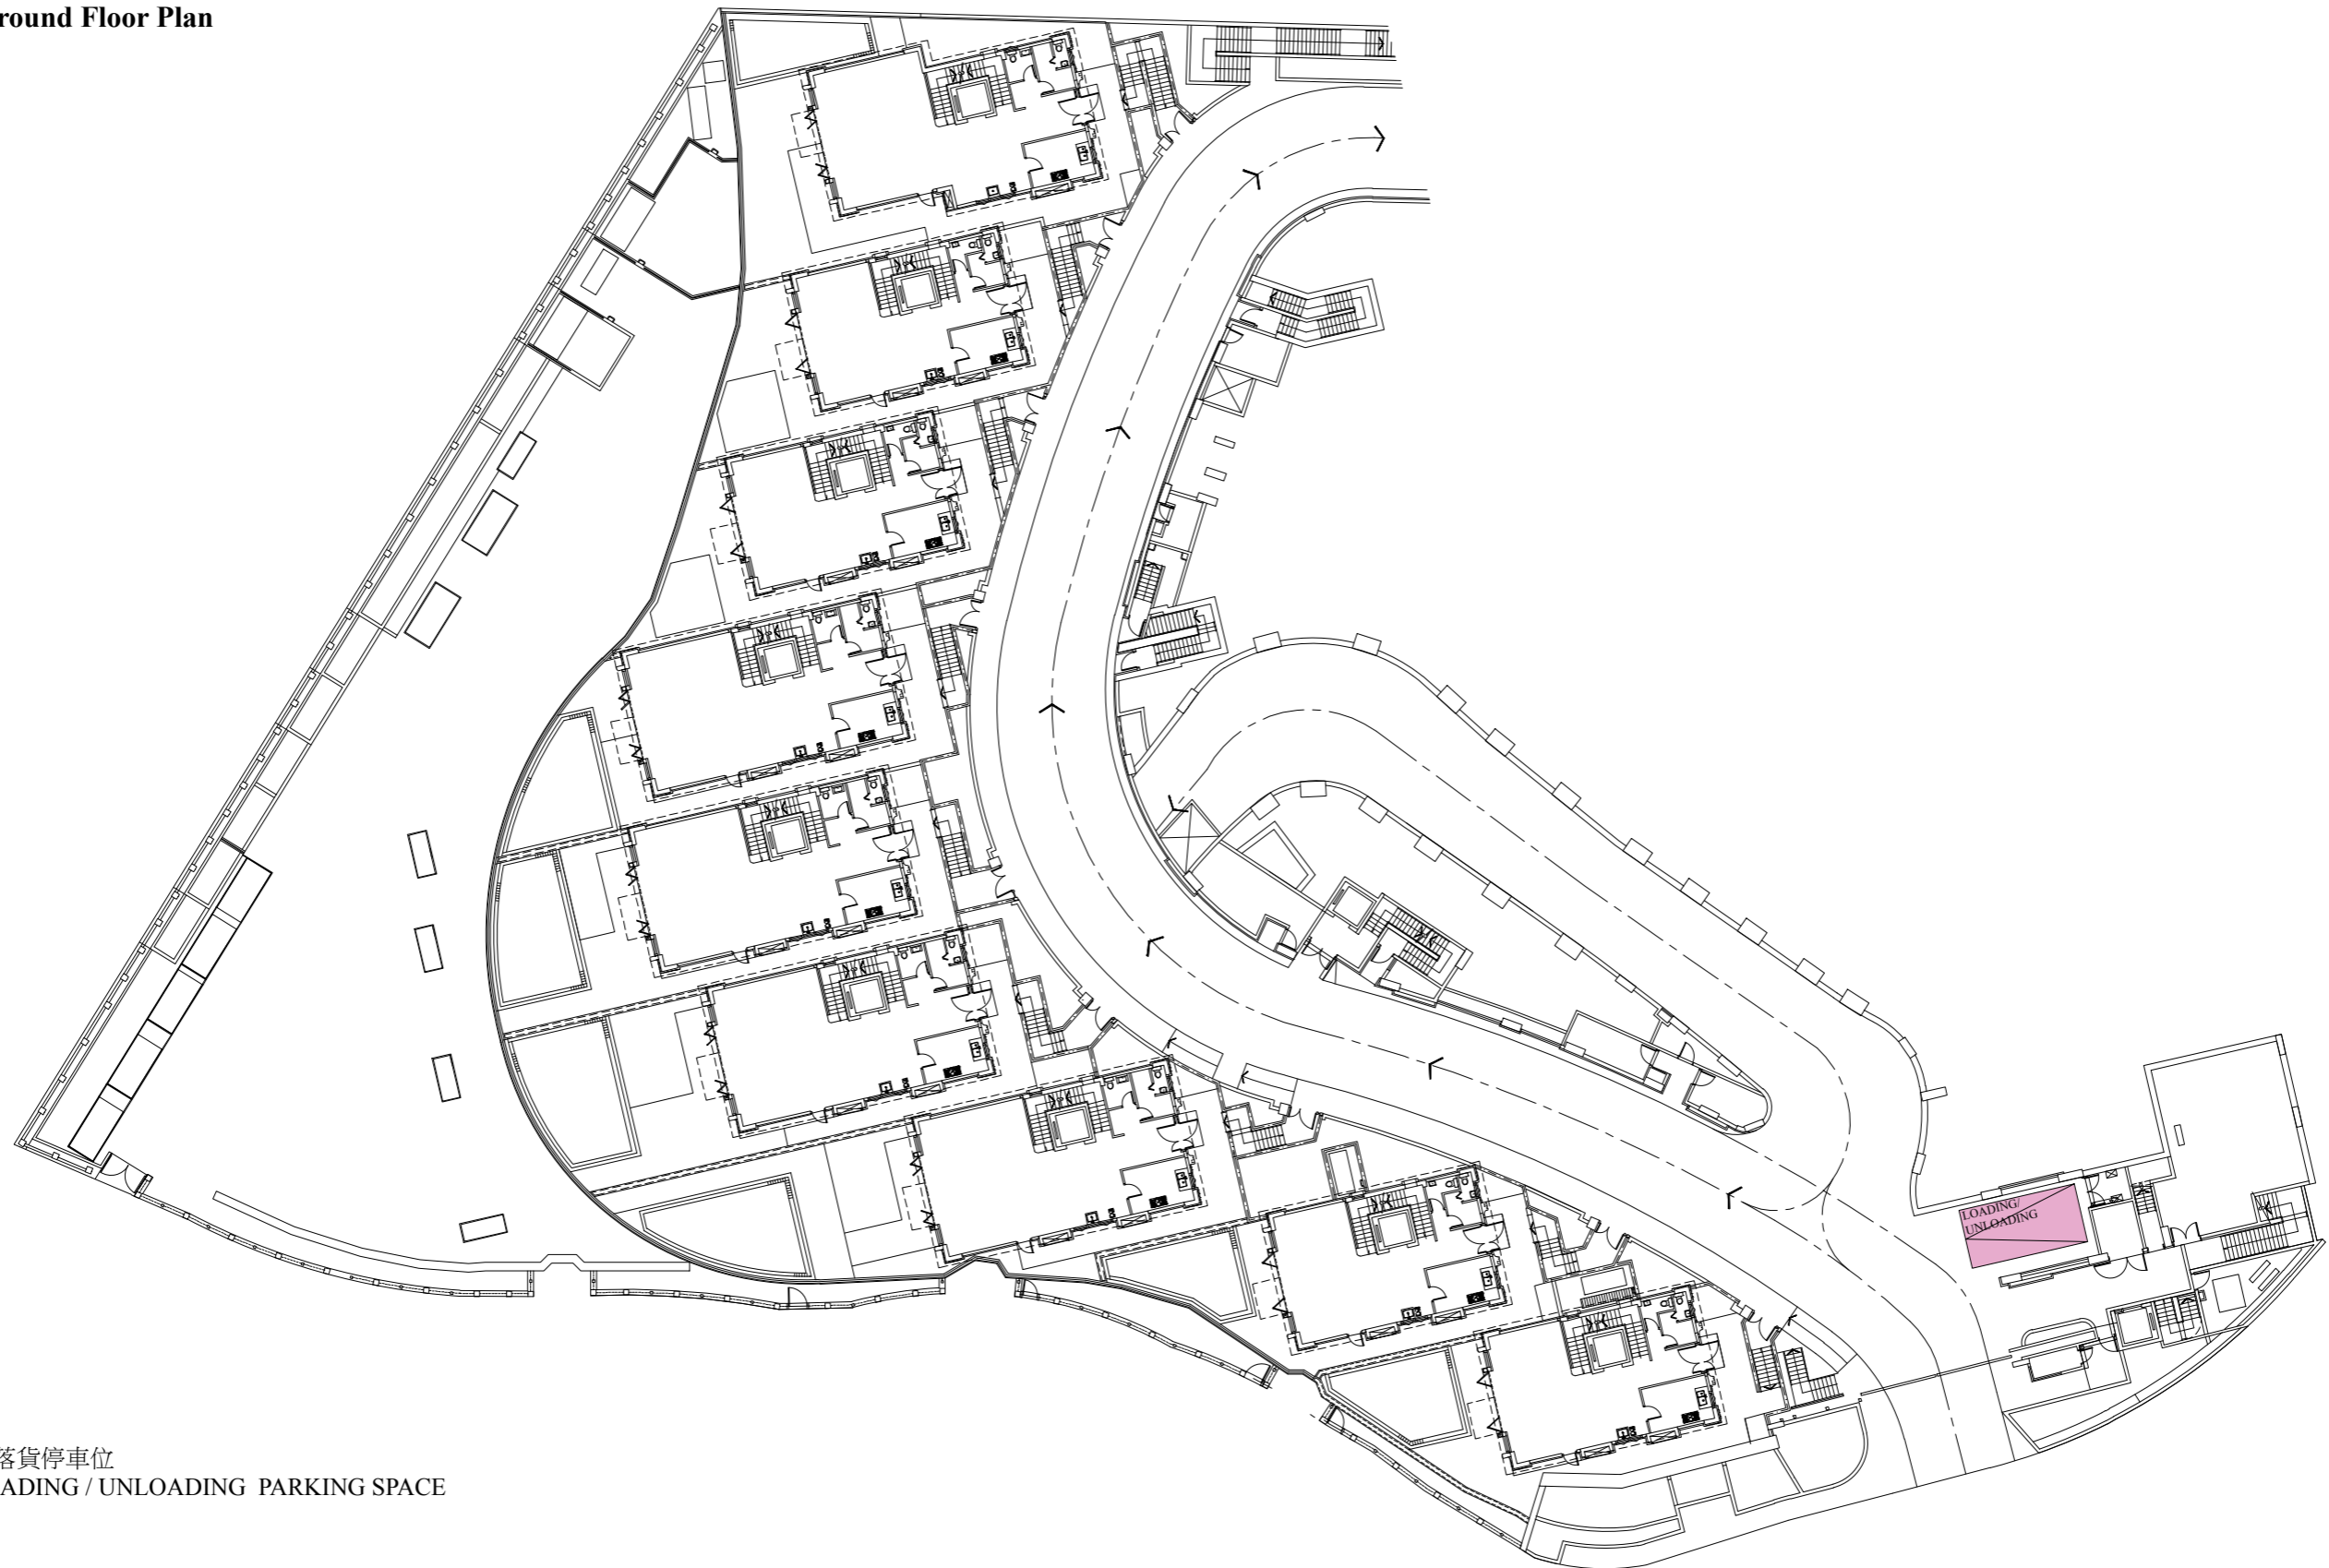 round Floor Plan
LOADING/
UNLOADING
落貨停車位
ADING / UNLOADING PARKING SPACE